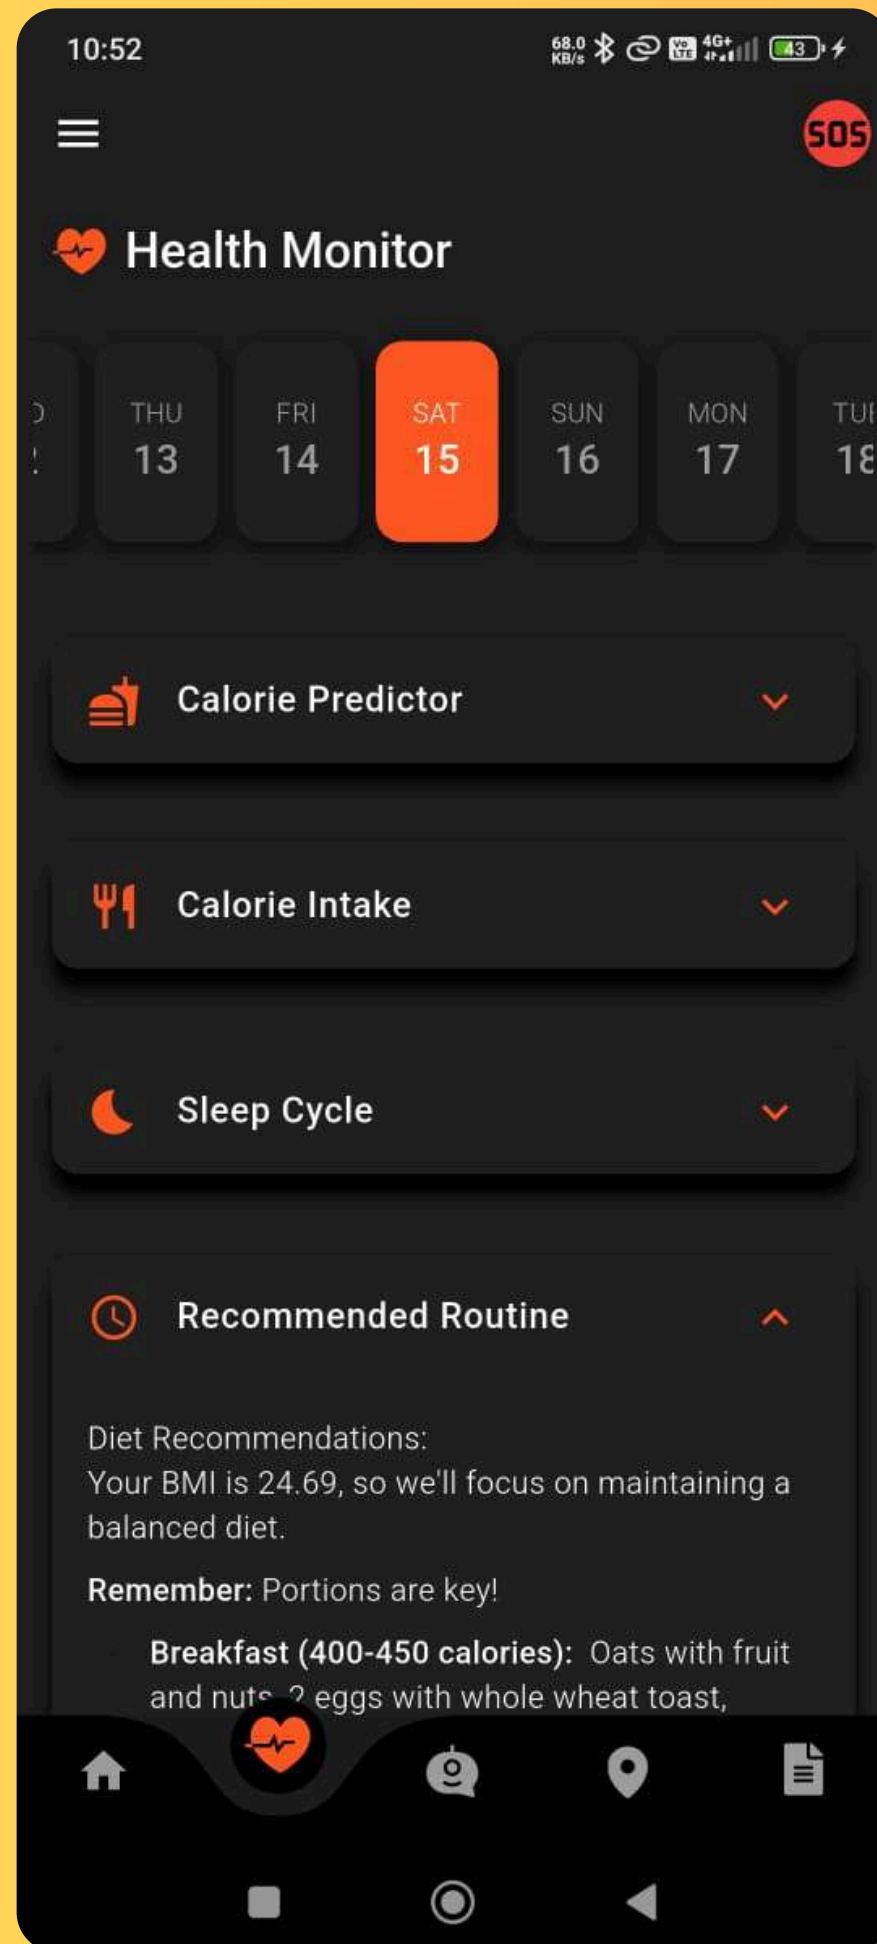 10:52
68.0 KB/s Vo LTE 4G+ 43
SOS
Health Monitor
THU FRI SAT SUN MON
13 14 15 16 17 18
Calorie Predictor
Calorie Intake
Sleep Cycle
Recommended Routine
Diet Recommendations:
Your BMI is 24.69, so we'll focus on maintaining a
balanced diet.
Remember: Portions are key!
Breakfast (400-450 calories): Oats with fruit
and nuts, 2 eggs with whole wheat toast,